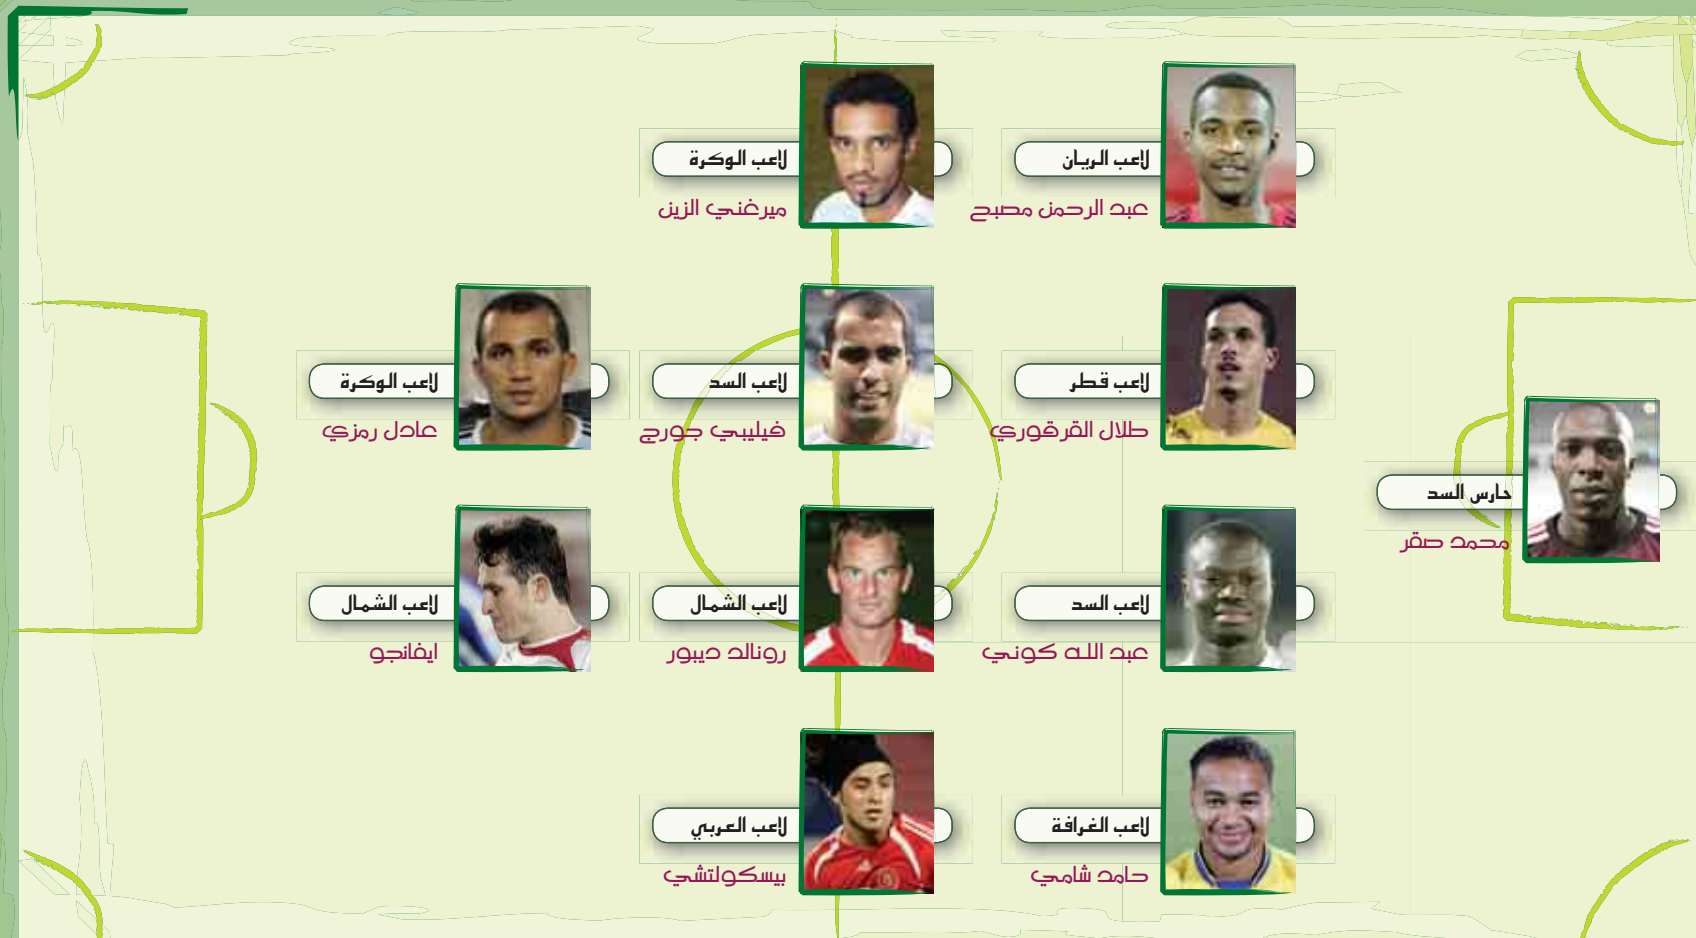 لاعب الريان
عبد الرحمن مصبح
لاعب الوكرة
ميرغني الزين
لاعب قطر
طلال القرقوري
لاعب السد
فيليبي جورج
لاعب الوكرة
عادل رمزي
حارس السد
محمد صقر
لاعب السد
عبد الله كوني
لاعب الشمال
رونالد ديبور
لاعب الشمال
ايفانجو
لاعب الغرافة
حامد شامي
لاعب العربي
بيسكولتشي